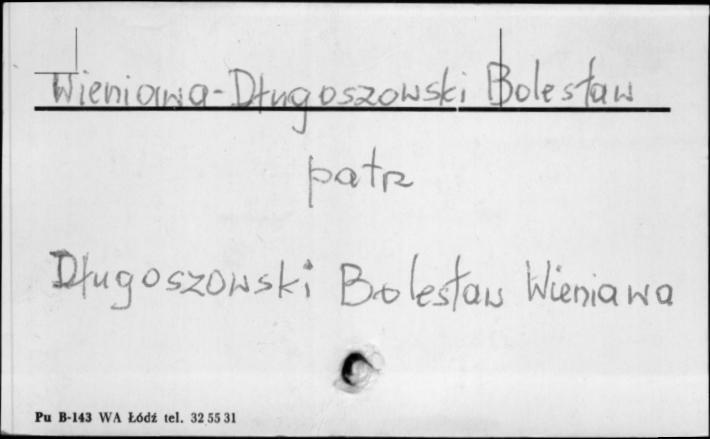 Wieniawa-Długoszowski Bolesław
patrz
Długoszowski Bolesław Wieniawa
Pu B-143 WA Łódź tel. 32 55 31